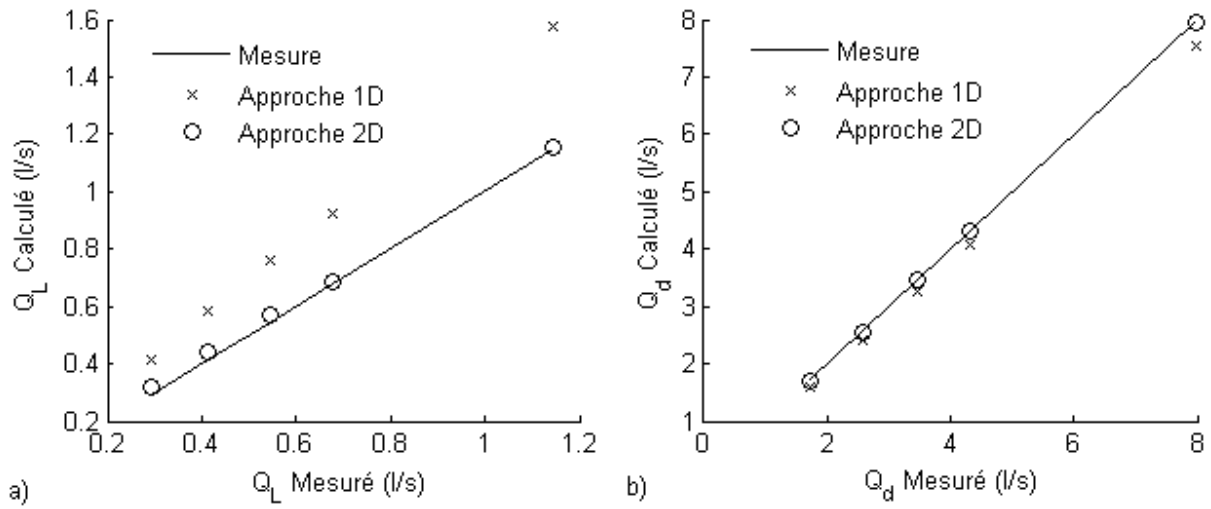 1.6
1.4
1.2
1
0.8
0.6
0.4
0.2
Q_L Calculé (l/s)
Mesure
Approche 1D
Approche 2D
0.2 0.4 0.6 0.8 1 1.2
Q_L Mesuré (l/s)
a)
8
7
6
5
4
3
2
1
Q_d Calculé (l/s)
Mesure
Approche 1D
Approche 2D
0 2 4 6 8
Q_d Mesuré (l/s)
b)